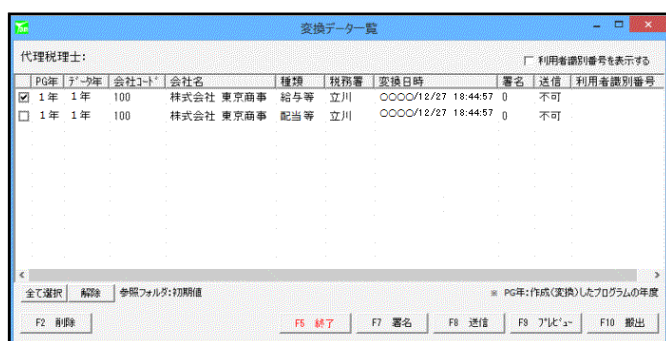 変換データ一覧
代理税理士:
利用者識別番号を表示する
PG年 ﾃﾞｰﾀ年 会社ｺｰﾄﾞ 会社名 種類 税務署 変換日時 署名 送信 利用者識別番号
1年 1年 100 株式会社 東京商事 給与等 立川 ○○○○/12/27 18:44:57 0 不可
1年 1年 100 株式会社 東京商事 配当等 立川 ○○○○/12/27 18:44:57 0 不可
全て選択 解除 参照フォルダ:初期値 ※ PG年:作成(変換)したプログラムの年度
F2 削除 F5 終了 F7 署名 F8 送信 F9 ﾌﾟﾚﾋﾞｭｰ F10 搬出